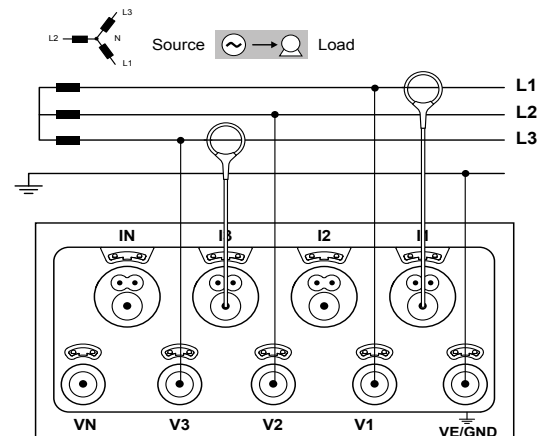 L3
L2 N
L1
Source Load
L1
L2
L3
IN I3 I2 I1
VN V3 V2 V1 VE/GND